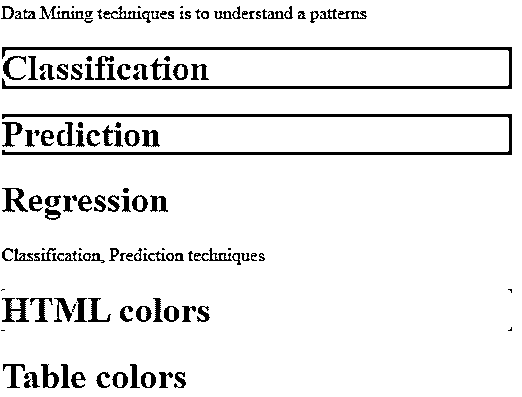 Data Mining techniques is to understand a patterns
Classification
Prediction
Regression
Classification, Prediction techniques
HTML colors
Table colors